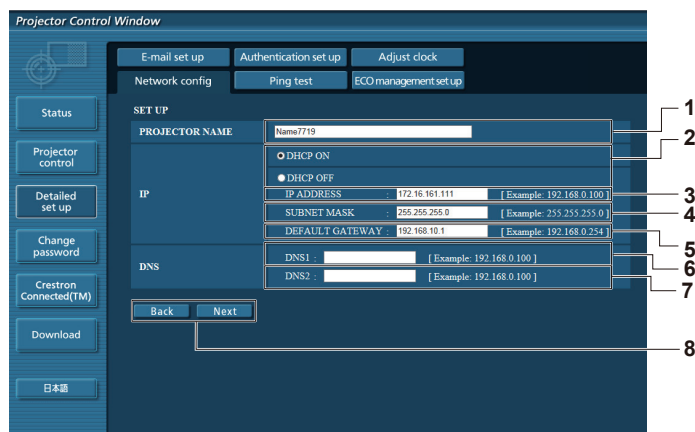 Projector Control Window
E-mail set up
Authentication set up
Adjust clock
Network config
Ping test
ECO management set up
Status
Projector
control
Detailed
set up
Change
password
Crestron
Connected(TM)
Download
日本語
SET UP
PROJECTOR NAME Name7719
IP
DHCP ON
DHCP OFF
IP ADDRESS : 172.16.161.111 [ Example: 192.168.0.100 ]
SUBNET MASK : 255.255.255.0 [ Example: 255.255.255.0 ]
DEFAULT GATEWAY : 192.168.10.1 [ Example: 192.168.0.254 ]
DNS
DNS1 : [ Example: 192.168.0.100 ]
DNS2 : [ Example: 192.168.0.100 ]
Back Next
1
2
3
4
5
6
7
8